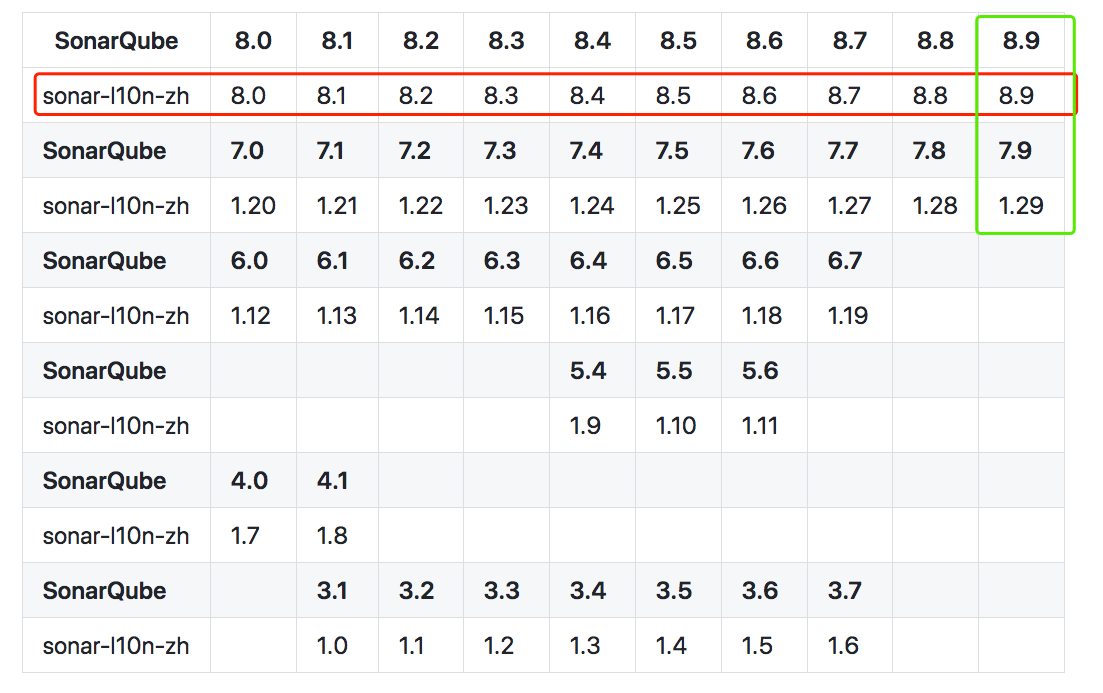 SonarQube 8.0 8.1 8.2 8.3 8.4 8.5 8.6 8.7 8.8 8.9
sonar-l10n-zh 8.0 8.1 8.2 8.3 8.4 8.5 8.6 8.7 8.8 8.9
SonarQube 7.0 7.1 7.2 7.3 7.4 7.5 7.6 7.7 7.8 7.9
sonar-l10n-zh 1.20 1.21 1.22 1.23 1.24 1.25 1.26 1.27 1.28 1.29
SonarQube 6.0 6.1 6.2 6.3 6.4 6.5 6.6 6.7
sonar-l10n-zh 1.12 1.13 1.14 1.15 1.16 1.17 1.18 1.19
SonarQube 5.4 5.5 5.6
sonar-l10n-zh 1.9 1.10 1.11
SonarQube 4.0 4.1
sonar-l10n-zh 1.7 1.8
SonarQube 3.1 3.2 3.3 3.4 3.5 3.6 3.7
sonar-l10n-zh 1.0 1.1 1.2 1.3 1.4 1.5 1.6